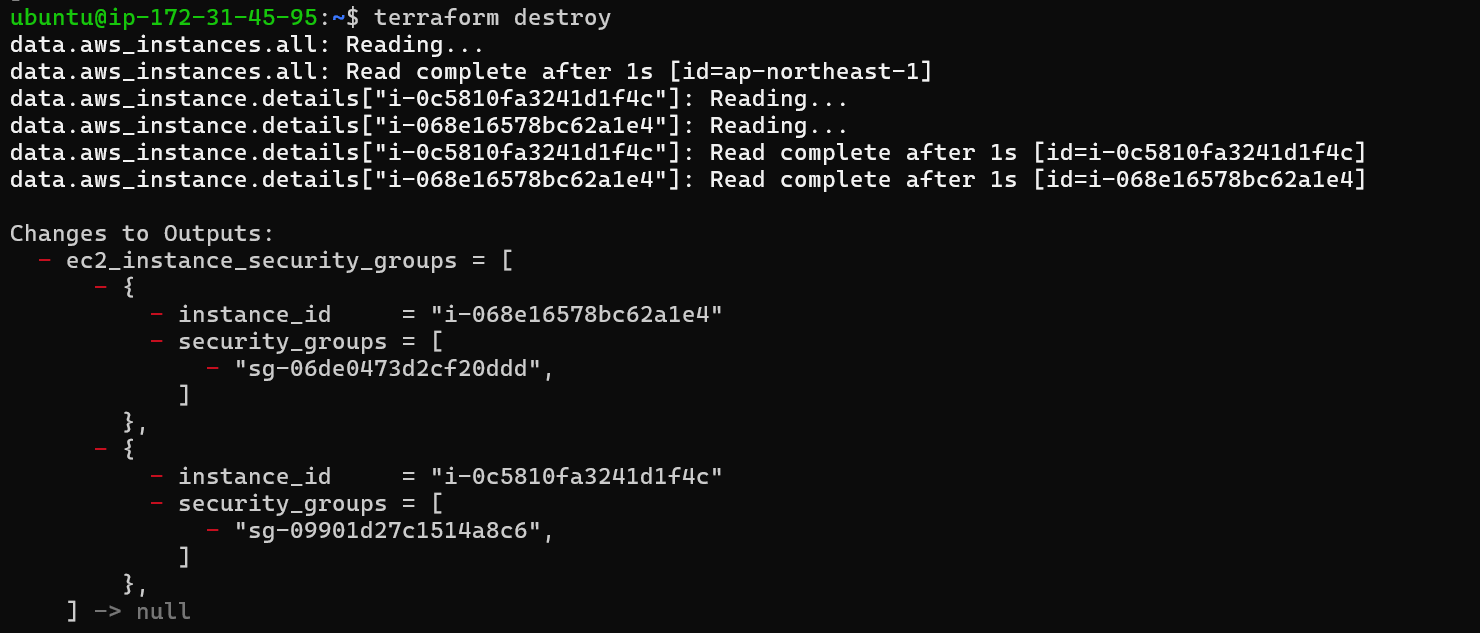 ubuntu@ip-172-31-45-95:~$ terraform destroy
data.aws_instances.all: Reading...
data.aws_instances.all: Read complete after 1s [id=ap-northeast-1]
data.aws_instance.details["i-0c5810fa3241d1f4c"]: Reading...
data.aws_instance.details["i-068e16578bc62a1e4"]: Reading...
data.aws_instance.details["i-0c5810fa3241d1f4c"]: Read complete after 1s [id=i-0c5810fa3241d1f4c]
data.aws_instance.details["i-068e16578bc62a1e4"]: Read complete after 1s [id=i-068e16578bc62a1e4]

Changes to Outputs:
  - ec2_instance_security_groups = [
      - {
          - instance_id     = "i-068e16578bc62a1e4"
          - security_groups = [
              - "sg-06de0473d2cf20ddd",
            ]
        },
      - {
          - instance_id     = "i-0c5810fa3241d1f4c"
          - security_groups = [
              - "sg-09901d27c1514a8c6",
            ]
        },
    ] -> null